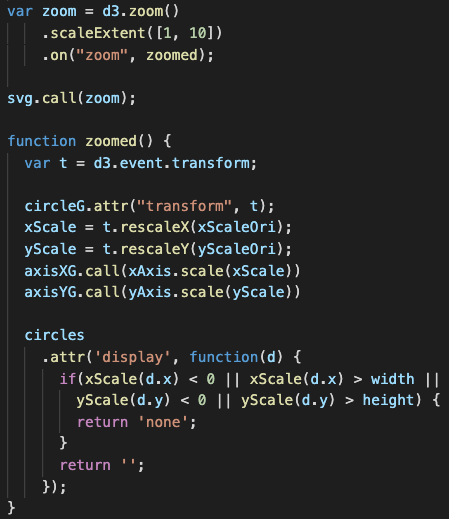 var zoom = d3.zoom()
    .scaleExtent([1, 10])
    .on("zoom", zoomed);

svg.call(zoom);

function zoomed() {
  var t = d3.event.transform;

  circleG.attr("transform", t);
  xScale = t.rescaleX(xScaleOri);
  yScale = t.rescaleY(yScaleOri);
  axisXG.call(xAxis.scale(xScale))
  axisYG.call(yAxis.scale(yScale))

  circles
    .attr('display', function(d) {
      if(xScale(d.x) < 0 || xScale(d.x) > width ||
        yScale(d.y) < 0 || yScale(d.y) > height) {
        return 'none';
      }
      return '';
    });
}